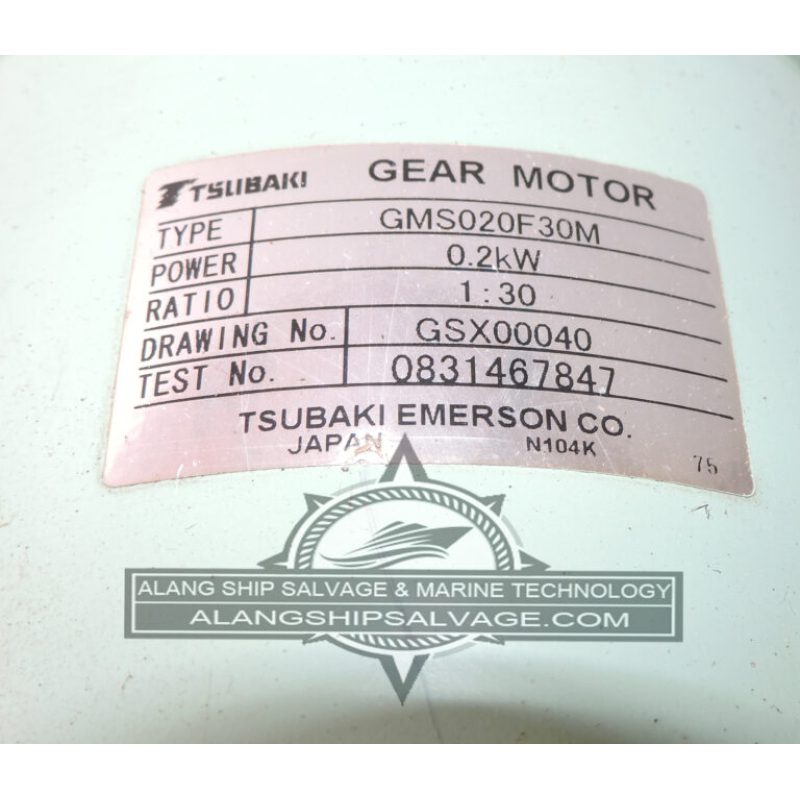 TSUBAKI GEAR MOTOR
TYPE GMS020F30M
POWER 0.2kW
RATIO 1:30
DRAWING No. GSX00040
TEST No. 0831467847
TSUBAKI EMERSON CO.
JAPAN N104K 75
ALANG SHIP SALVAGE & MARINE TECHNOLOGY
ALANGSHIPSALVAGE.COM